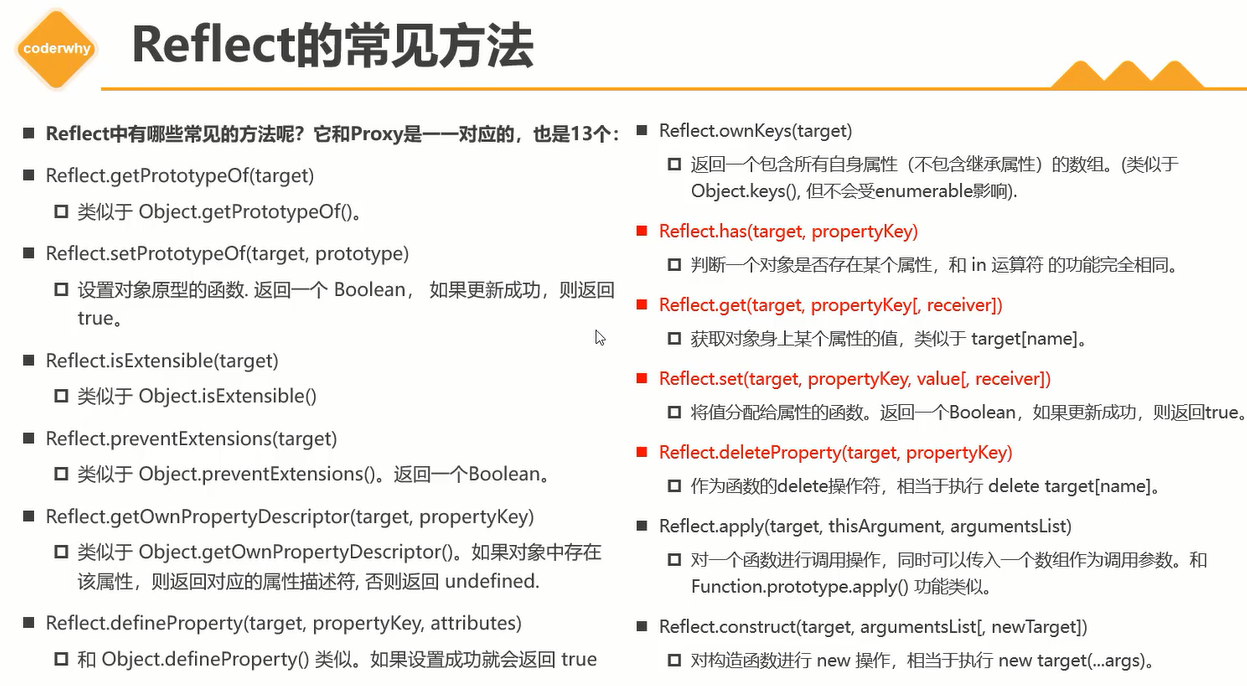 coderwhy
Reflect的常见方法
Reflect中有哪些常见的方法呢？它和Proxy是一一对应的，也是13个：
Reflect.getPrototypeOf(target)
类似于 Object.getPrototypeOf()。
Reflect.setPrototypeOf(target, prototype)
设置对象原型的函数. 返回一个 Boolean， 如果更新成功，则返回
true。
Reflect.isExtensible(target)
类似于 Object.isExtensible()
Reflect.preventExtensions(target)
类似于 Object.preventExtensions()。返回一个Boolean。
Reflect.getOwnPropertyDescriptor(target, propertyKey)
类似于 Object.getOwnPropertyDescriptor()。如果对象中存在
该属性，则返回对应的属性描述符, 否则返回 undefined.
Reflect.defineProperty(target, propertyKey, attributes)
和 Object.defineProperty() 类似。如果设置成功就会返回 true
Reflect.ownKeys(target)
返回一个包含所有自身属性（不包含继承属性）的数组。(类似于
Object.keys(), 但不会受enumerable影响).
Reflect.has(target, propertyKey)
判断一个对象是否存在某个属性，和 in 运算符 的功能完全相同。
Reflect.get(target, propertyKey[, receiver])
获取对象身上某个属性的值，类似于 target[name]。
Reflect.set(target, propertyKey, value[, receiver])
将值分配给属性的函数。返回一个Boolean，如果更新成功，则返回true。
Reflect.deleteProperty(target, propertyKey)
作为函数的delete操作符，相当于执行 delete target[name]。
Reflect.apply(target, thisArgument, argumentsList)
对一个函数进行调用操作，同时可以传入一个数组作为调用参数。和
Function.prototype.apply() 功能类似。
Reflect.construct(target, argumentsList[, newTarget])
对构造函数进行 new 操作，相当于执行 new target(...args)。